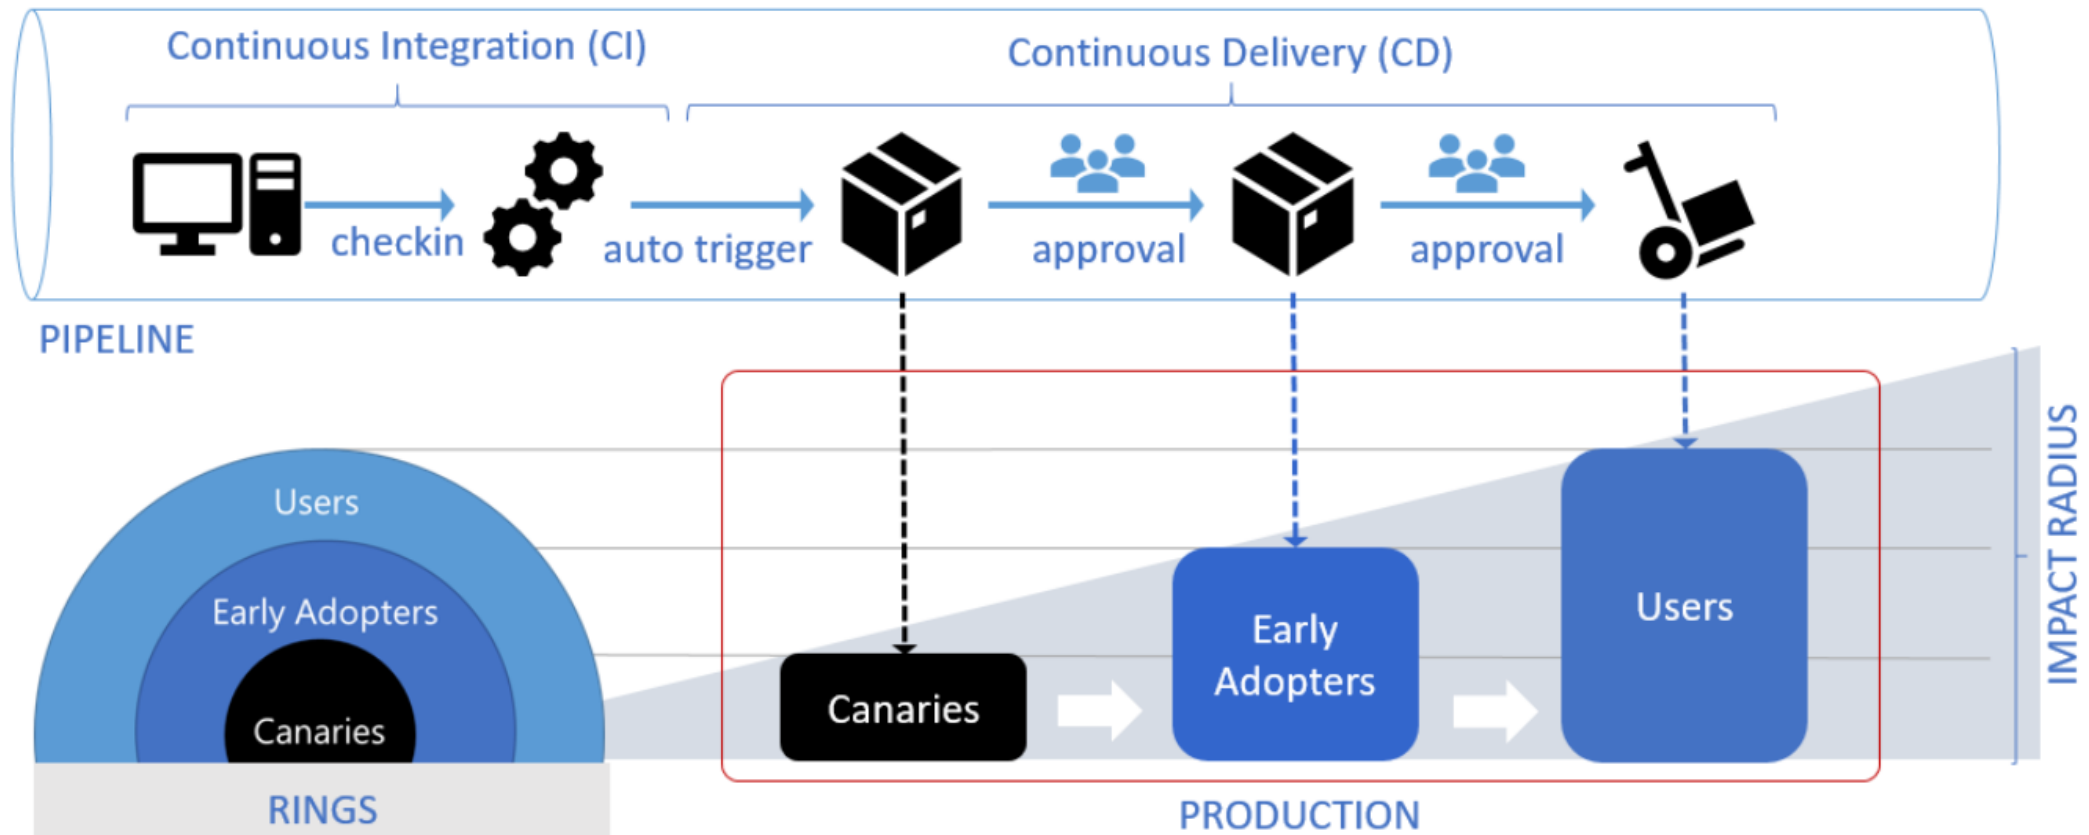 Continuous Integration (CI)
Continuous Delivery (CD)
checkin
auto trigger
approval
approval
PIPELINE
Users
Early Adopters
Canaries
RINGS
Canaries
Early
Adopters
Users
PRODUCTION
IMPACT RADIUS